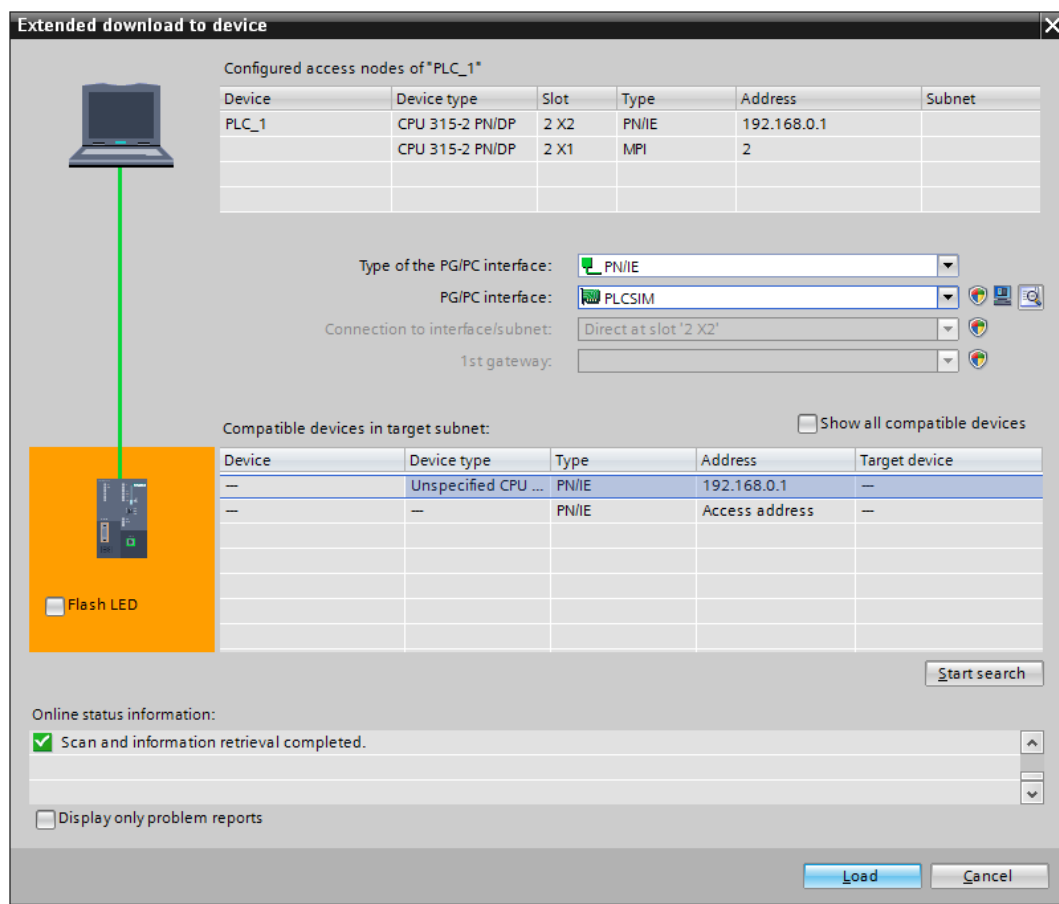 Extended download to device
Configured access nodes of "PLC_1"
Device Device type Slot Type Address Subnet
PLC_1 CPU 315-2 PN/DP 2 X2 PN/IE 192.168.0.1
CPU 315-2 PN/DP 2 X1 MPI 2
Type of the PG/PC interface: PN/IE
PG/PC interface: PLCSIM
Connection to interface/subnet: Direct at slot '2 X2'
1st gateway:
Compatible devices in target subnet: Show all compatible devices
Device Device type Type Address Target device
— Unspecified CPU ... PN/IE 192.168.0.1 —
— — PN/IE Access address —
Flash LED
Start search
Online status information:
Scan and information retrieval completed.
Display only problem reports
Load Cancel